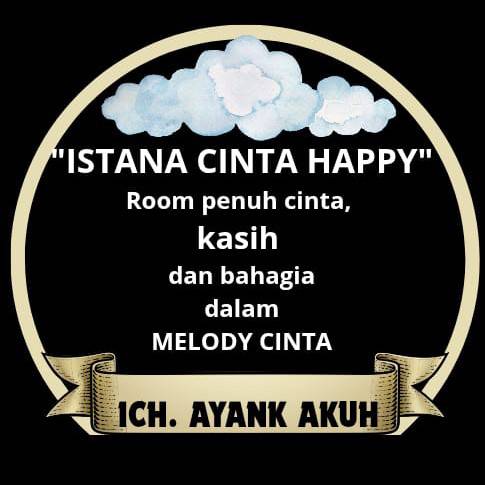 "ISTANA CINTA HAPPY"
Room penuh cinta,
kasih
dan bahagia
dalam
MELODY CINTA
ICH. AYANK AKUH